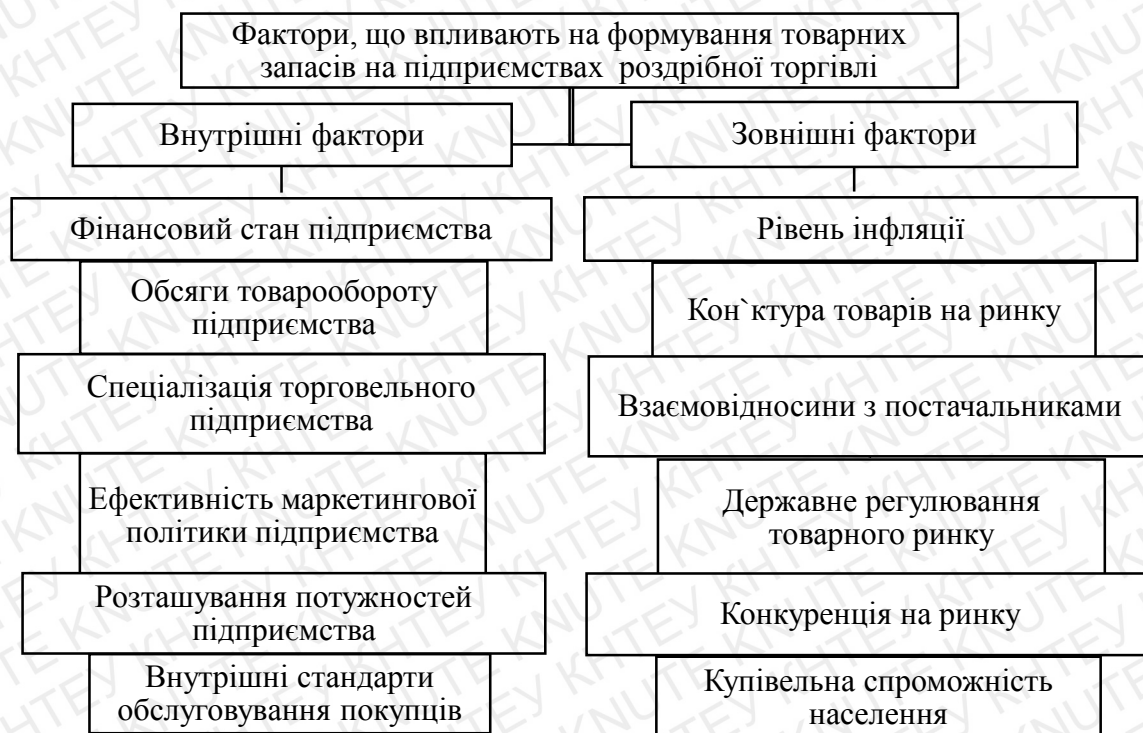 Фактори, що впливають на формування товарних
запасів на підприємствах роздрібної торгівлі
Внутрішні фактори
Зовнішні фактори
Фінансовий стан підприємства
Обсяги товарообороту
підприємства
Спеціалізація торговельного
підприємства
Ефективність маркетингової
політики підприємства
Розташування потужностей
підприємства
Внутрішні стандарти
обслуговування покупців
Рівень інфляції
Кон`ктура товарів на ринку
Взаємовідносини з постачальниками
Державне регулювання
товарного ринку
Конкуренція на ринку
Купівельна спроможність
населення